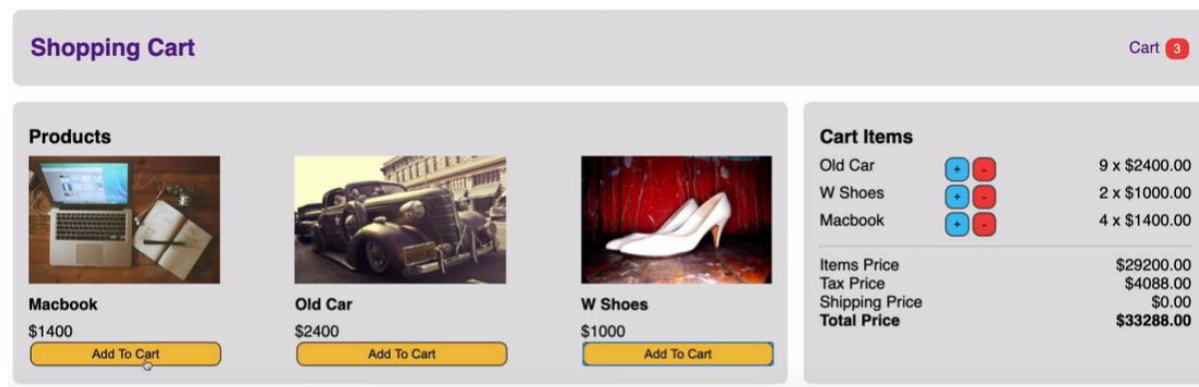 Shopping Cart
Cart 3
Products
Macbook
$1400
Add To Cart
Old Car
$2400
Add To Cart
W Shoes
$1000
Add To Cart
Cart Items
Old Car + - 9 x $2400.00
W Shoes + - 2 x $1000.00
Macbook + - 4 x $1400.00
Items Price $29200.00
Tax Price $4088.00
Shipping Price $0.00
Total Price $33288.00